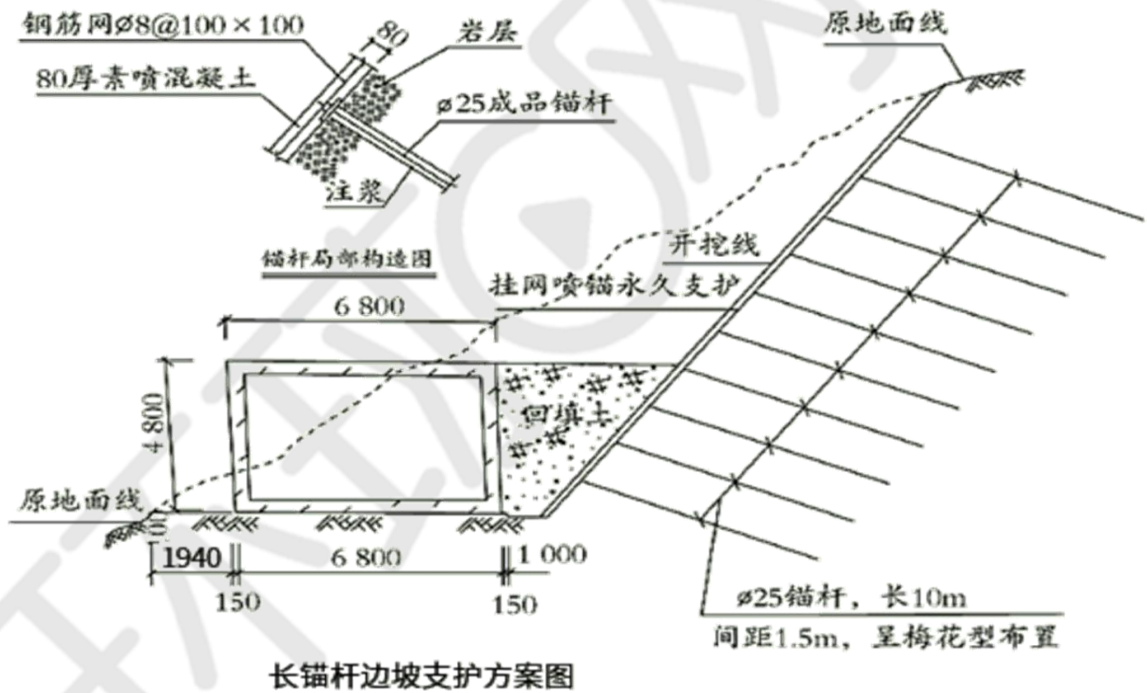 钢筋网ø8@100×100
80
岩层
原地面线
80厚素喷混凝土
ø25成品锚杆
注浆
锚杆局部构造图
开挖线
挂网喷锚永久支护
6 800
4 800
回填土
原地面线
1940
6 800
1 000
150
150
ø25锚杆，长10m
间距1.5m，呈梅花型布置
长锚杆边坡支护方案图